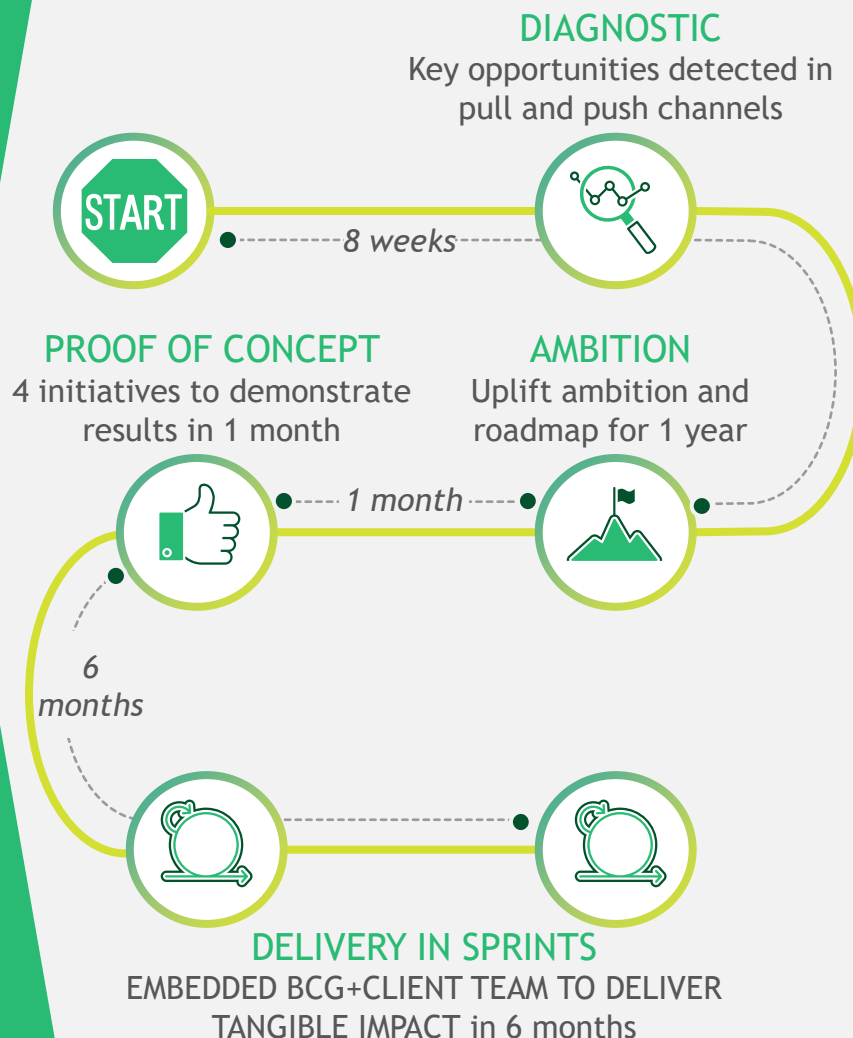 DIAGNOSTIC
Key opportunities detected in
pull and push channels
START
8 weeks
PROOF OF CONCEPT
4 initiatives to demonstrate
results in 1 month
AMBITION
Uplift ambition and
roadmap for 1 year
1 month
6
months
DELIVERY IN SPRINTS
EMBEDDED BCG+CLIENT TEAM TO DELIVER
TANGIBLE IMPACT in 6 months